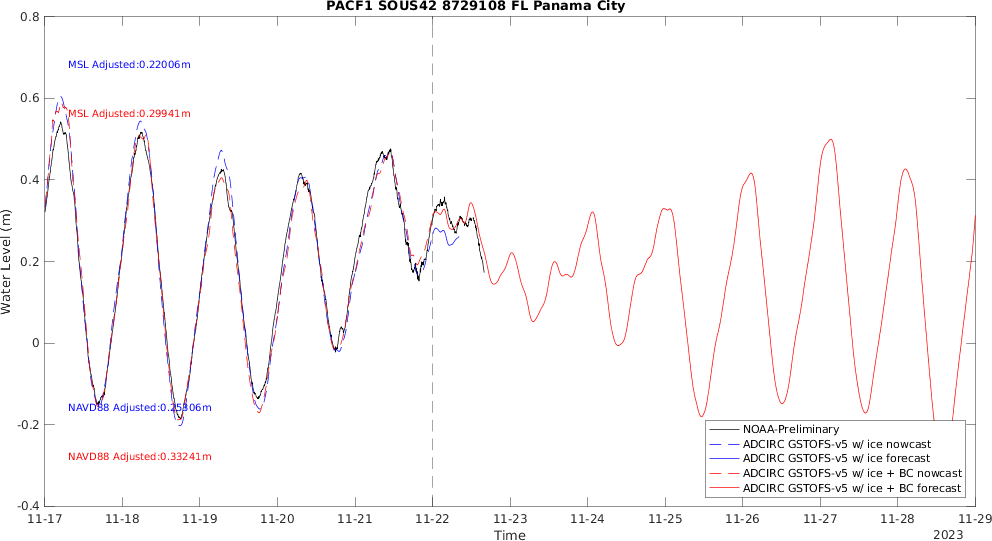 PACF1 SOUS42 8729108 FL Panama City
0.8
MSL Adjusted:0.22006m
0.6
MSL Adjusted:0.29941m
0.4
0.2
Water Level (m)
0
-0.2
NAVD88 Adjusted:0.25306m
NAVD88 Adjusted:0.33241m
-0.4
NOAA-Preliminary
ADCIRC GSTOFS-v5 w/ ice nowcast
ADCIRC GSTOFS-v5 w/ ice forecast
ADCIRC GSTOFS-v5 w/ ice + BC nowcast
ADCIRC GSTOFS-v5 w/ ice + BC forecast
11-17 11-18 11-19 11-20 11-21 11-22 11-23 11-24 11-25 11-26 11-27 11-28 11-29
Time
2023